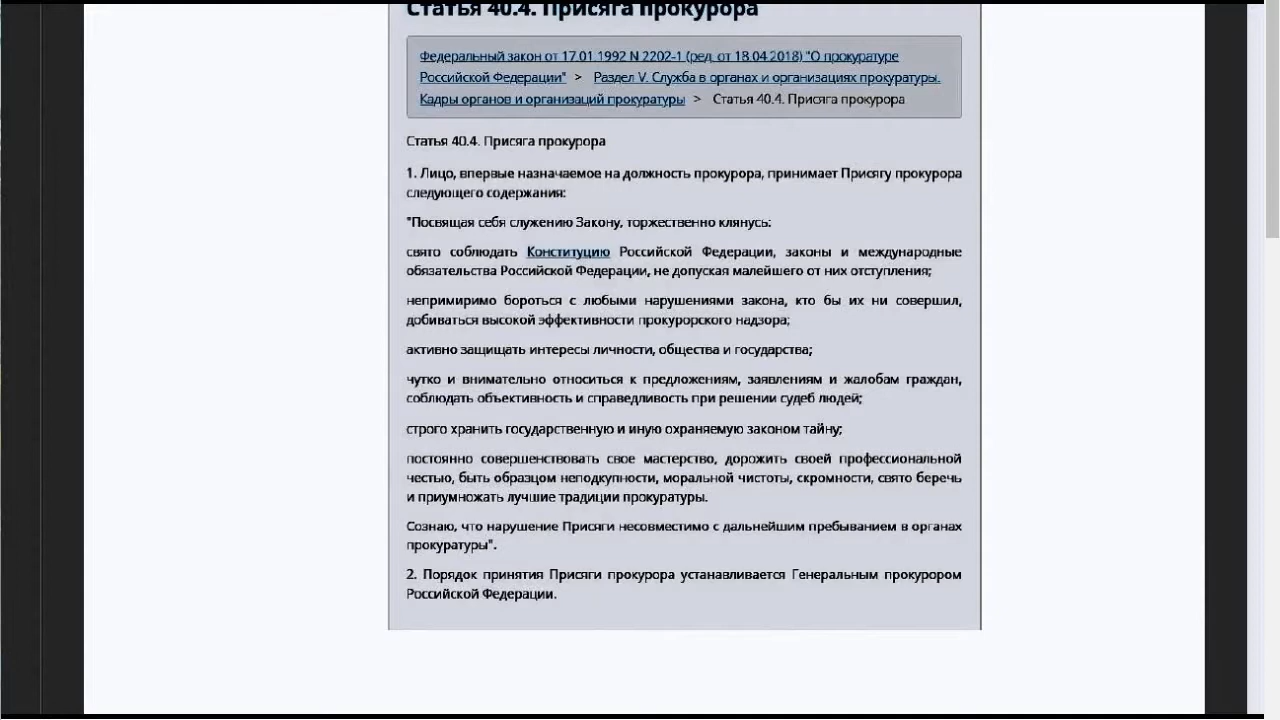 Статья 40.4. Присяга прокурора
Федеральный закон от 17.01.1992 N 2202-1 (ред. от 18.04.2018) "О прокуратуре
Российской Федерации" > Раздел V. Служба в органах и организациях прокуратуры.
Кадры органов и организаций прокуратуры > Статья 40.4. Присяга прокурора
Статья 40.4. Присяга прокурора
1. Лицо, впервые назначаемое на должность прокурора, принимает Присягу прокурора
следующего содержания:
"Посвящая себя служению Закону, торжественно клянусь:
свято соблюдать Конституцию Российской Федерации, законы и международные
обязательства Российской Федерации, не допуская малейшего от них отступления;
непримиримо бороться с любыми нарушениями закона, кто бы их ни совершил,
добиваться высокой эффективности прокурорского надзора;
активно защищать интересы личности, общества и государства;
чутко и внимательно относиться к предложениям, заявлениям и жалобам граждан,
соблюдать объективность и справедливость при решении судеб людей;
строго хранить государственную и иную охраняемую законом тайну;
постоянно совершенствовать свое мастерство, дорожить своей профессиональной
честью, быть образцом неподкупности, моральной чистоты, скромности, свято беречь
и приумножать лучшие традиции прокуратуры.
Сознаю, что нарушение Присяги несовместимо с дальнейшим пребыванием в органах
прокуратуры".
2. Порядок принятия Присяги прокурора устанавливается Генеральным прокурором
Российской Федерации.